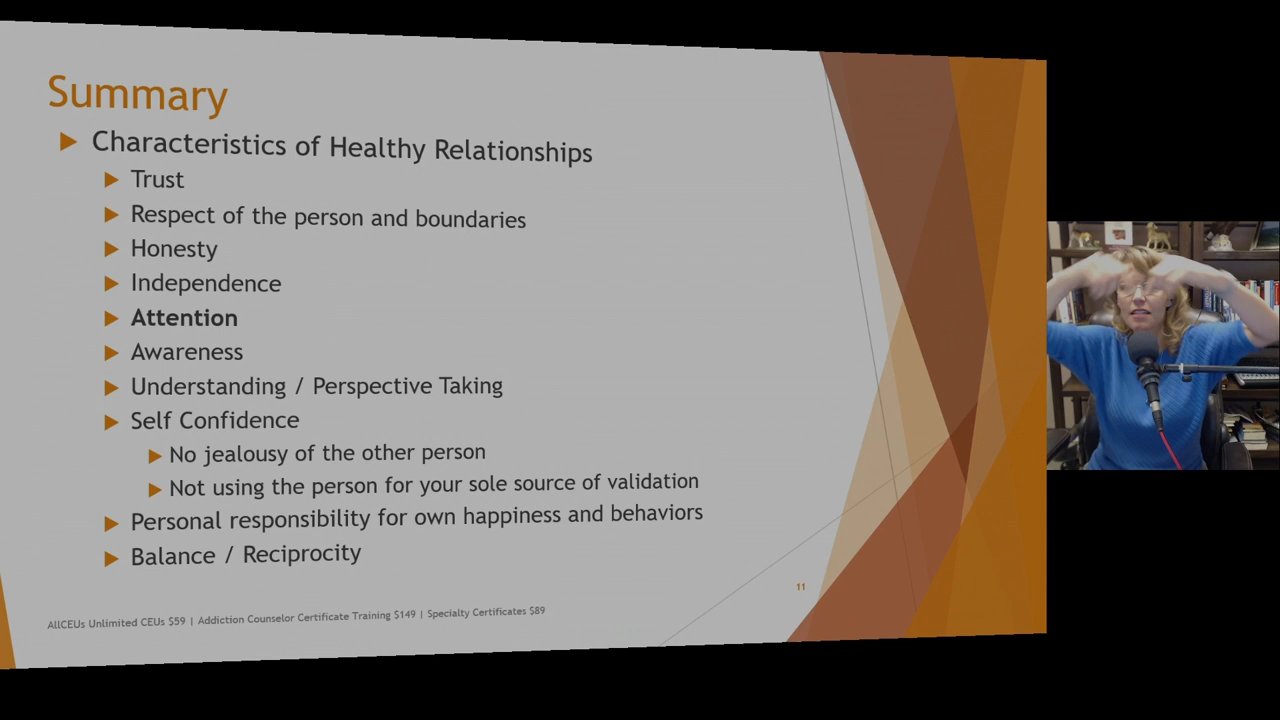 Summary
Characteristics of Healthy Relationships
Trust
Respect of the person and boundaries
Honesty
Independence
Attention
Awareness
Understanding / Perspective Taking
Self Confidence
No jealousy of the other person
Not using the person for your sole source of validation
Personal responsibility for own happiness and behaviors
Balance / Reciprocity
11
AllCEUs Unlimited CEUs $59 | Addiction Counselor Certificate Training $149 | Specialty Certificates $89